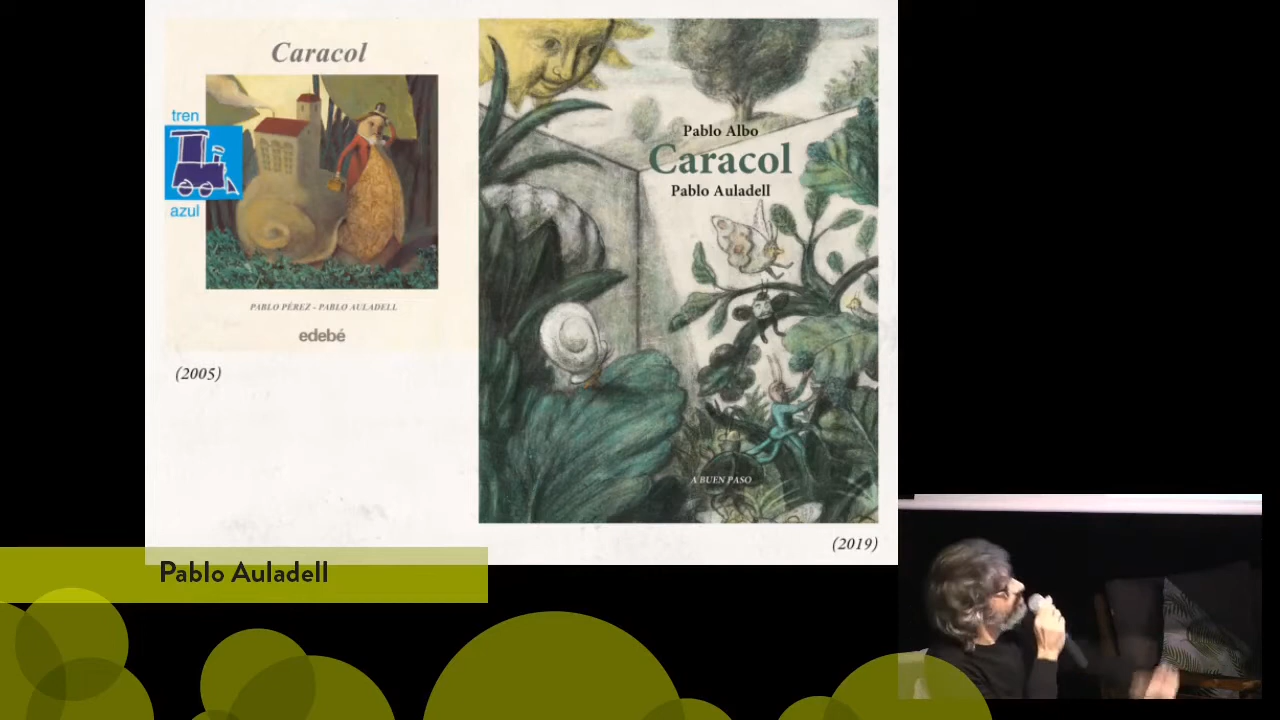 Caracol
tren
azul
PABLO PÉREZ - PABLO AULADELL
edebé
(2005)
Pablo Albo
Caracol
Pablo Auladell
A BUEN PASO
(2019)
Pablo Auladell